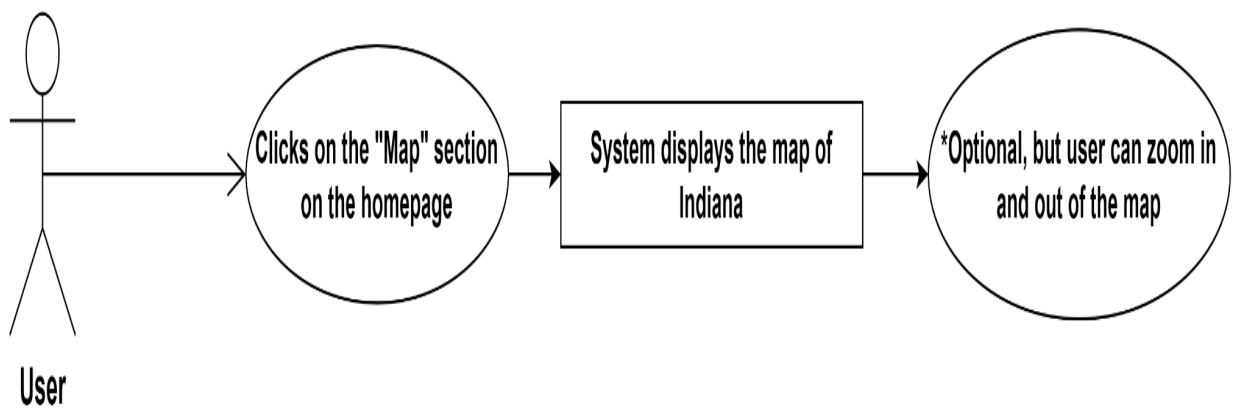 Clicks on the "Map" section
on the homepage
System displays the map of
Indiana
*Optional, but user can zoom in
and out of the map
User